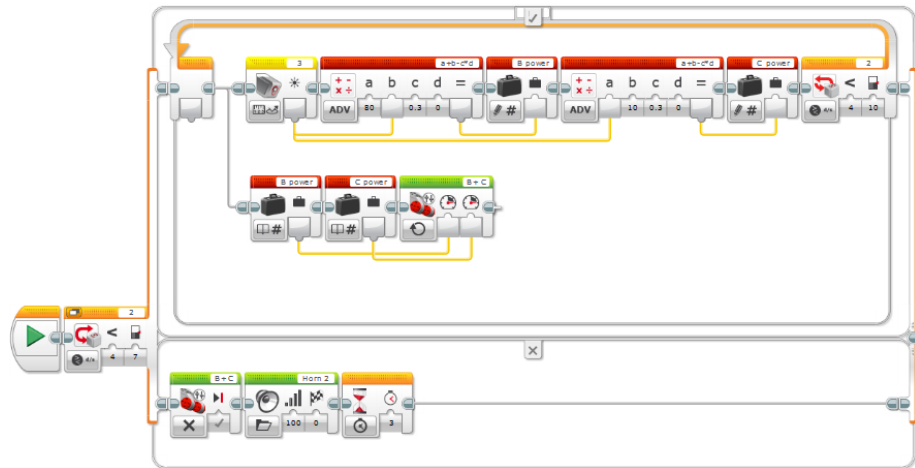 3
a+b-c*d
B power
a+b-c*d
C power
2
a b c d =
a b c d =
<
ADV
80 0.3 0
#
ADV
10 0.3 0
#
4 10
B power
C power
B+C
#
#
2
<
4 7
B+C
Horn 2
100 0
3